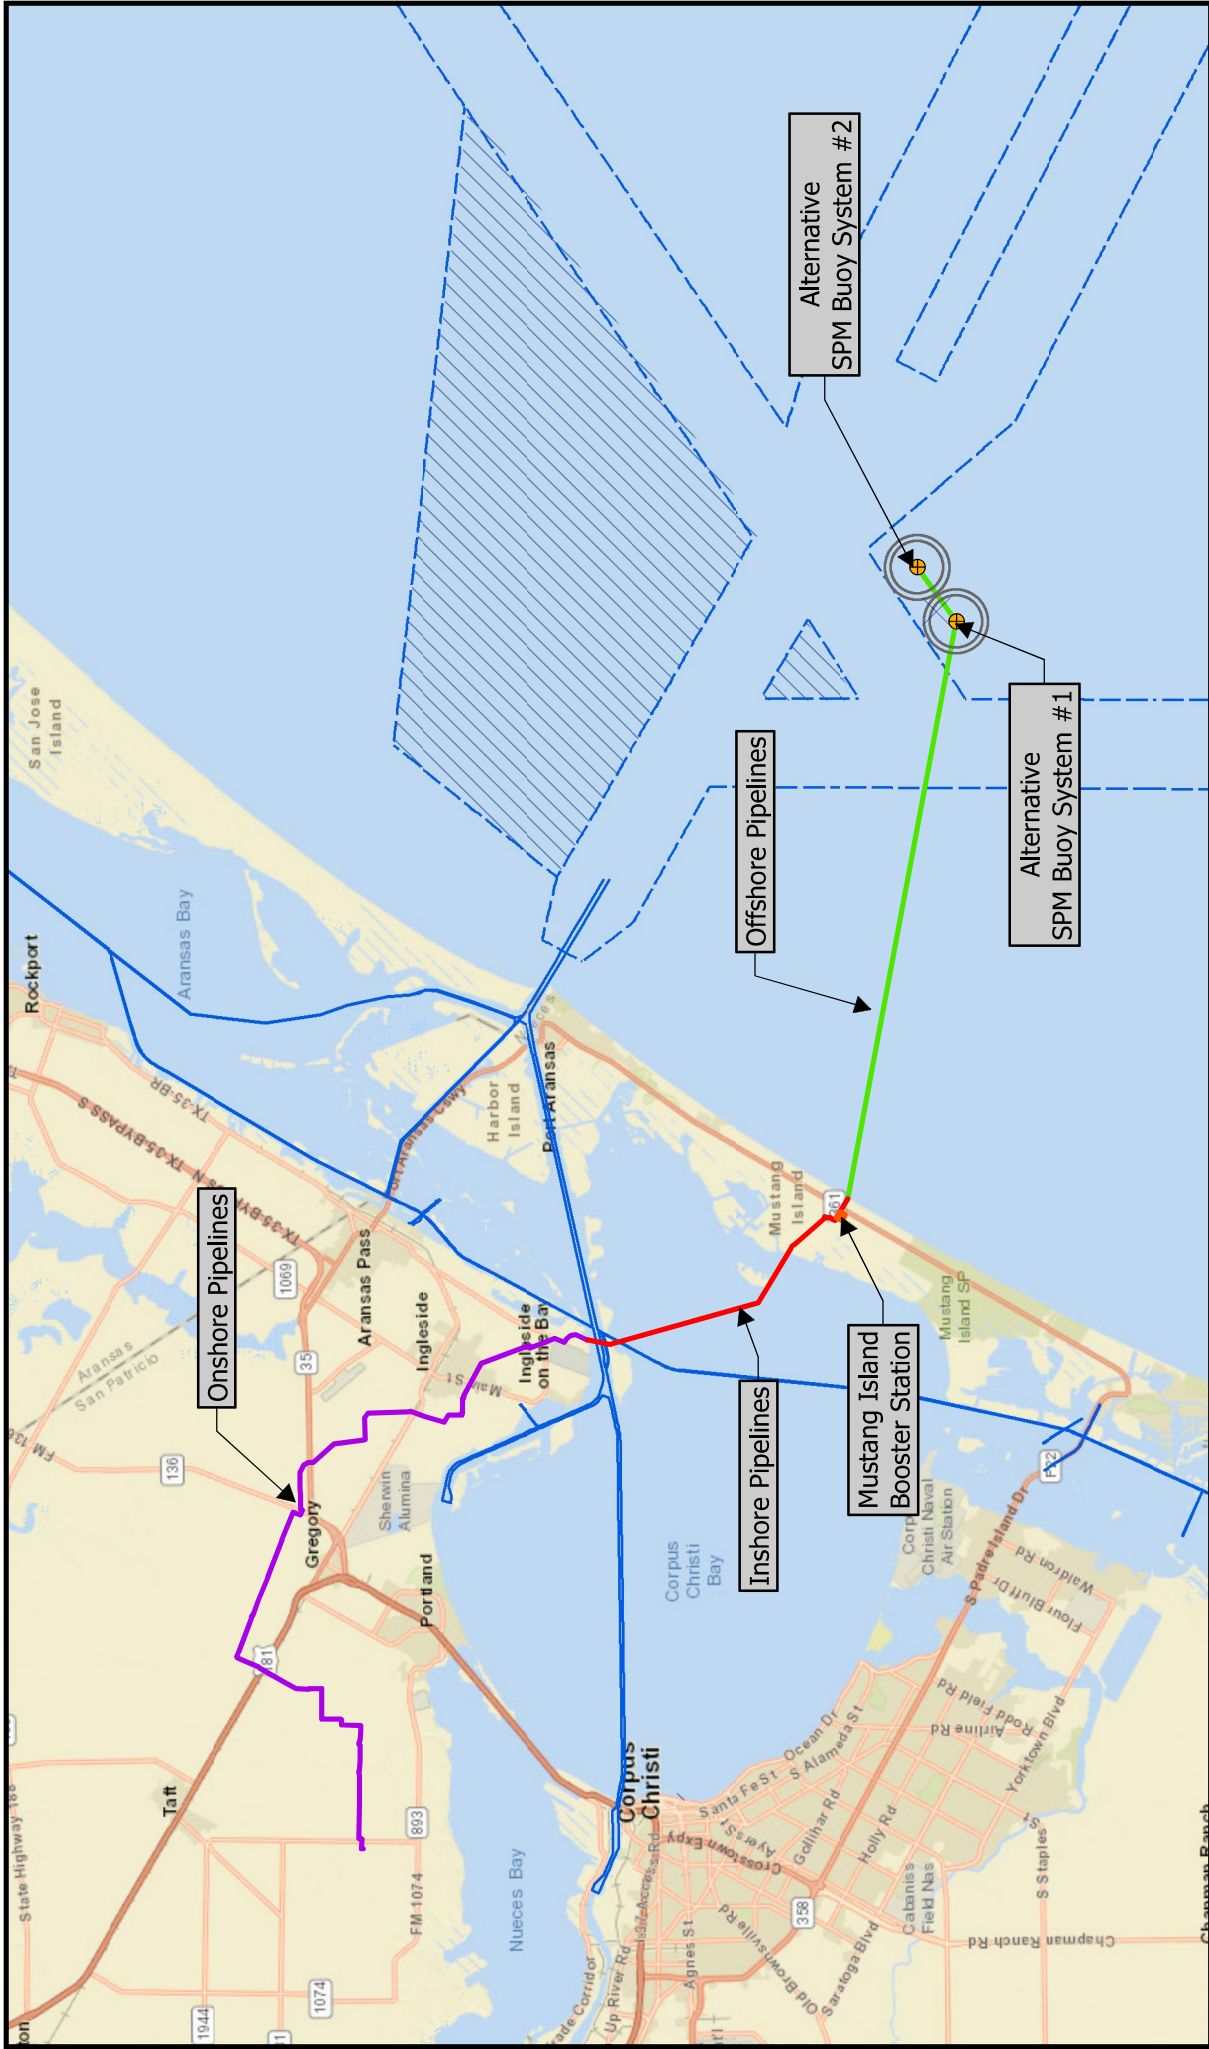 San Jose
Island
Rockport
Aransas Bay
TX-35-BR
TX-35-BYPASS S
Onshore Pipelines
1069
35
Aransas Pass
Ingleside
Ingleside
on the Bay
Main St
Harbor
Island
Port Aransas
Nueces
Aransas
San Patricio
136
Gregory
Sherwin
Alumina
Portland
181
Taft
State Highway 188
893
FM 1074
1944
1074
Nueces Bay
Corpus
Christi
Corpus
Christi
Bay
Mustang
Island
361
Mustang
Island SP
Offshore Pipelines
Alternative
SPM Buoy System #2
Alternative
SPM Buoy System #1
Inshore Pipelines
Mustang Island
Booster Station
Christi Naval
Air Station
S Padre Island Dr
Waldron Rd
Flour Bluff Dr
Ocean Dr
S Alameda St
Santa Fe St
Ayers St
Crosstown Expy
Gollihar Rd
Holly Rd
Airline Rd
Rodd Field Rd
Yorktown Blvd
S Staples
St
Cabaniss
Field Nas
358
Saratoga Blvd
Old Brownsville Rd
Agnes St
Up River Rd
Chapman Ranch Rd
Chapman Ranch